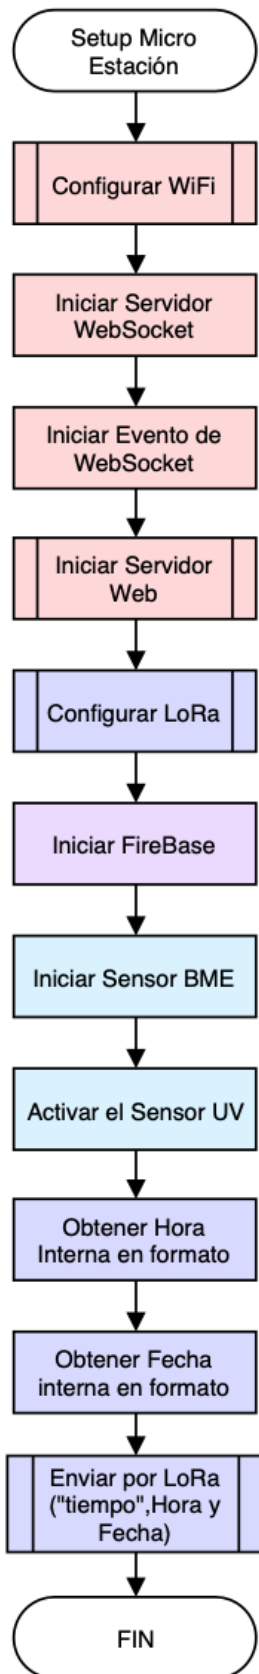 Setup Micro
Estación
Configurar WiFi
Iniciar Servidor
WebSocket
Iniciar Evento de
WebSocket
Iniciar Servidor
Web
Configurar LoRa
Iniciar FireBase
Iniciar Sensor BME
Activar el Sensor UV
Obtener Hora
Interna en formato
Obtener Fecha
interna en formato
Enviar por LoRa
("tiempo",Hora y
Fecha)
FIN